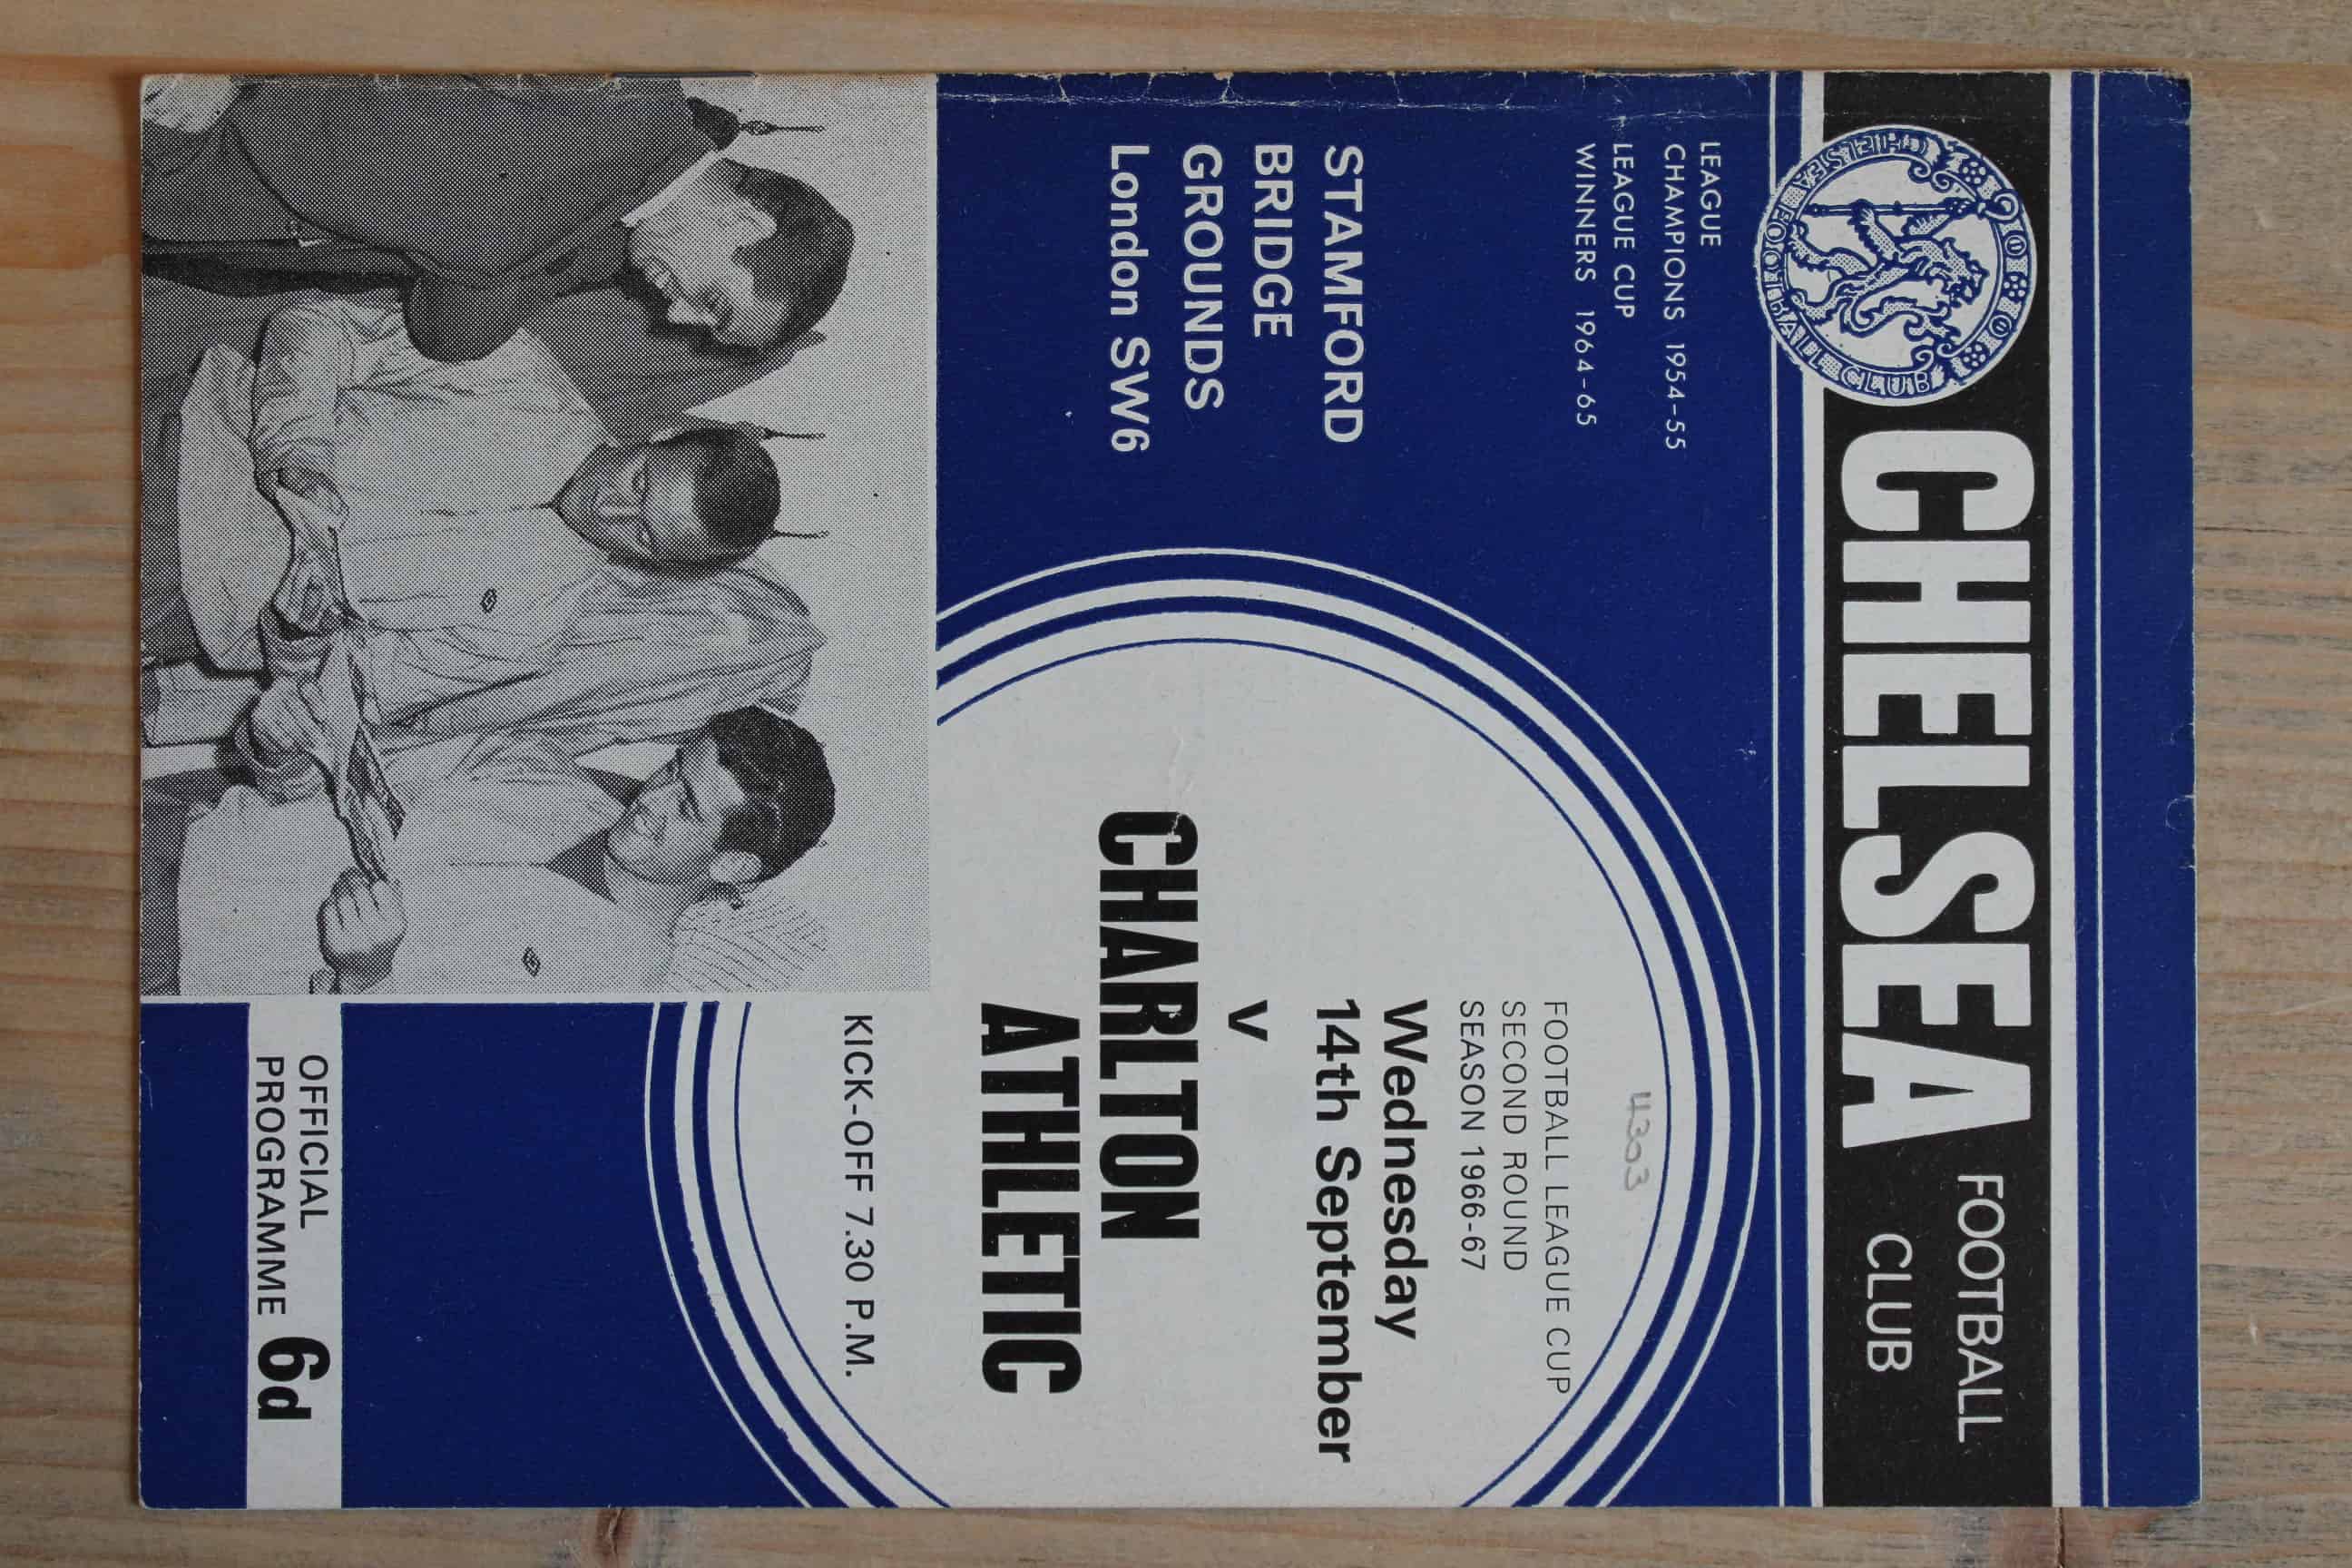 CHELSEA FOOTBALL CLUB
CHELSEA FOOTBALL CLUB
LEAGUE
CHAMPIONS 1954-55
LEAGUE CUP
WINNERS 1964-65
STAMFORD
BRIDGE
GROUNDS
London SW6
4303
FOOTBALL LEAGUE CUP
SECOND ROUND
SEASON 1966-67
Wednesday
14th September
V
CHARLTON
ATHLETIC
KICK-OFF 7.30 P.M.
OFFICIAL
PROGRAMME 6d